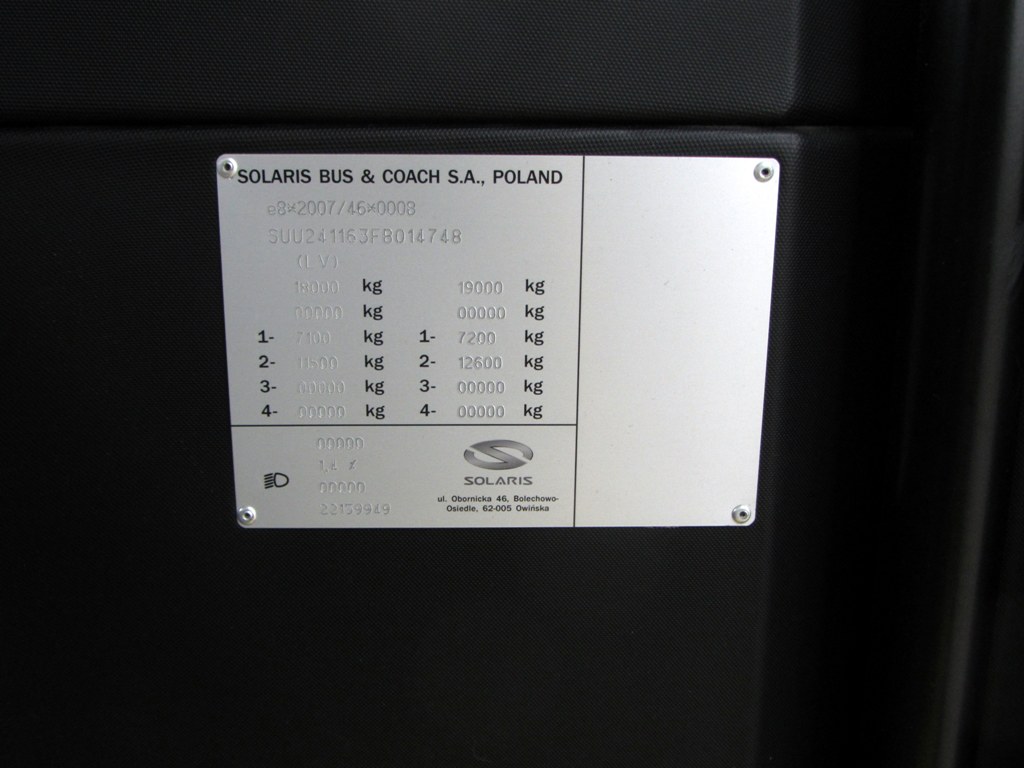 SOLARIS BUS & COACH S.A., POLAND
e8*2007/46*0008
SUU241163FB014748
(LV)
18000 kg 19000 kg
00000 kg 00000 kg
1- 7100 kg 1- 7200 kg
2- 11500 kg 2- 12600 kg
3- 00000 kg 3- 00000 kg
4- 00000 kg 4- 00000 kg
00000
%
00000
SOLARIS
ul. Obornicka 46, Bolechowo-
Osiedle, 62-005 Owińska